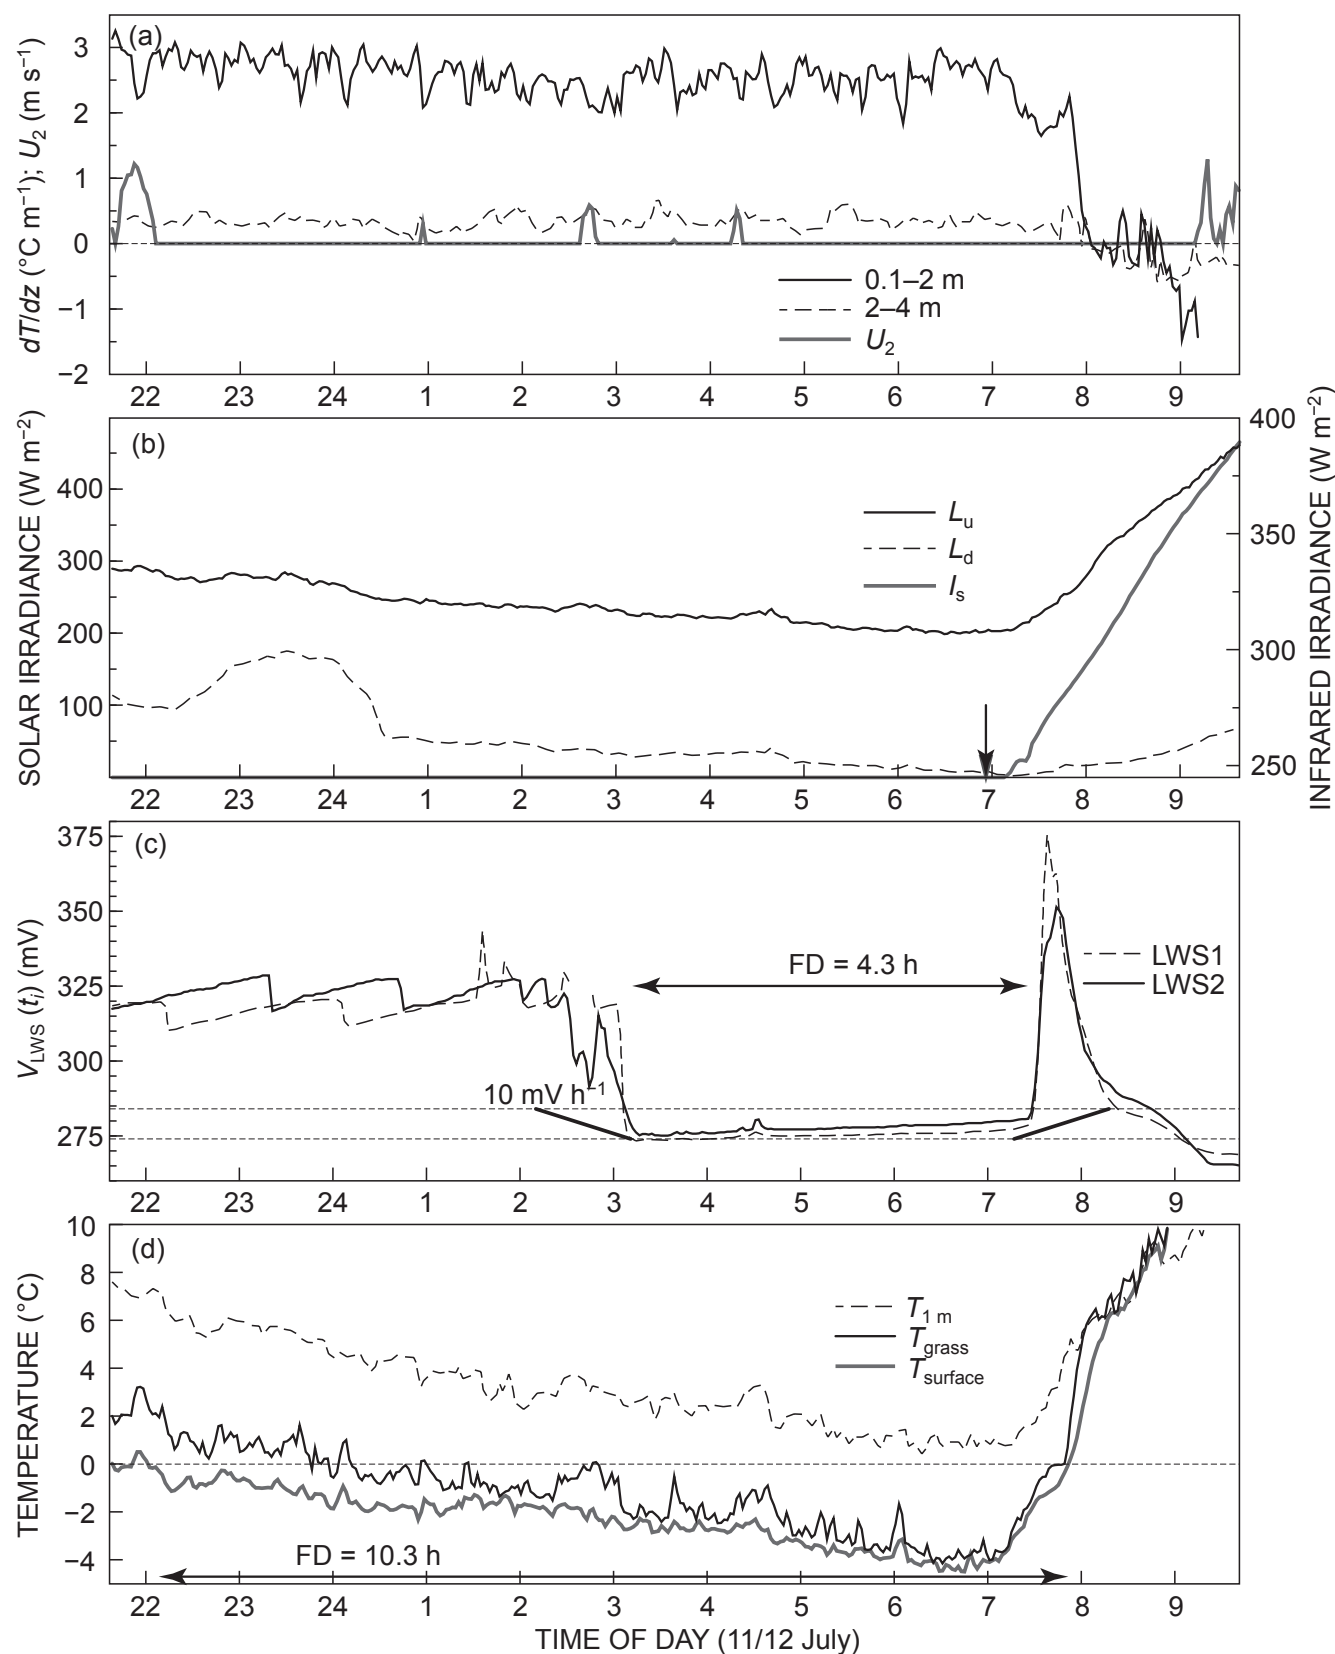 (a)
dT/dz (°C m⁻¹); U₂ (m s⁻¹)
3
2
1
0
−1
−2
0.1–2 m
2–4 m
U₂
22 23 24 1 2 3 4 5 6 7 8 9
(b)
SOLAR IRRADIANCE (W m⁻²)
400
300
200
100
INFRARED IRRADIANCE (W m⁻²)
400
350
300
250
Lᵤ
L_d
Iₛ
22 23 24 1 2 3 4 5 6 7 8 9
(c)
V_LWS (tᵢ) (mV)
375
350
325
300
275
FD = 4.3 h
LWS1
LWS2
10 mV h⁻¹
22 23 24 1 2 3 4 5 6 7 8 9
(d)
TEMPERATURE (°C)
10
8
6
4
2
0
−2
−4
T₁ ₘ
T_grass
T_surface
FD = 10.3 h
22 23 24 1 2 3 4 5 6 7 8 9
TIME OF DAY (11/12 July)